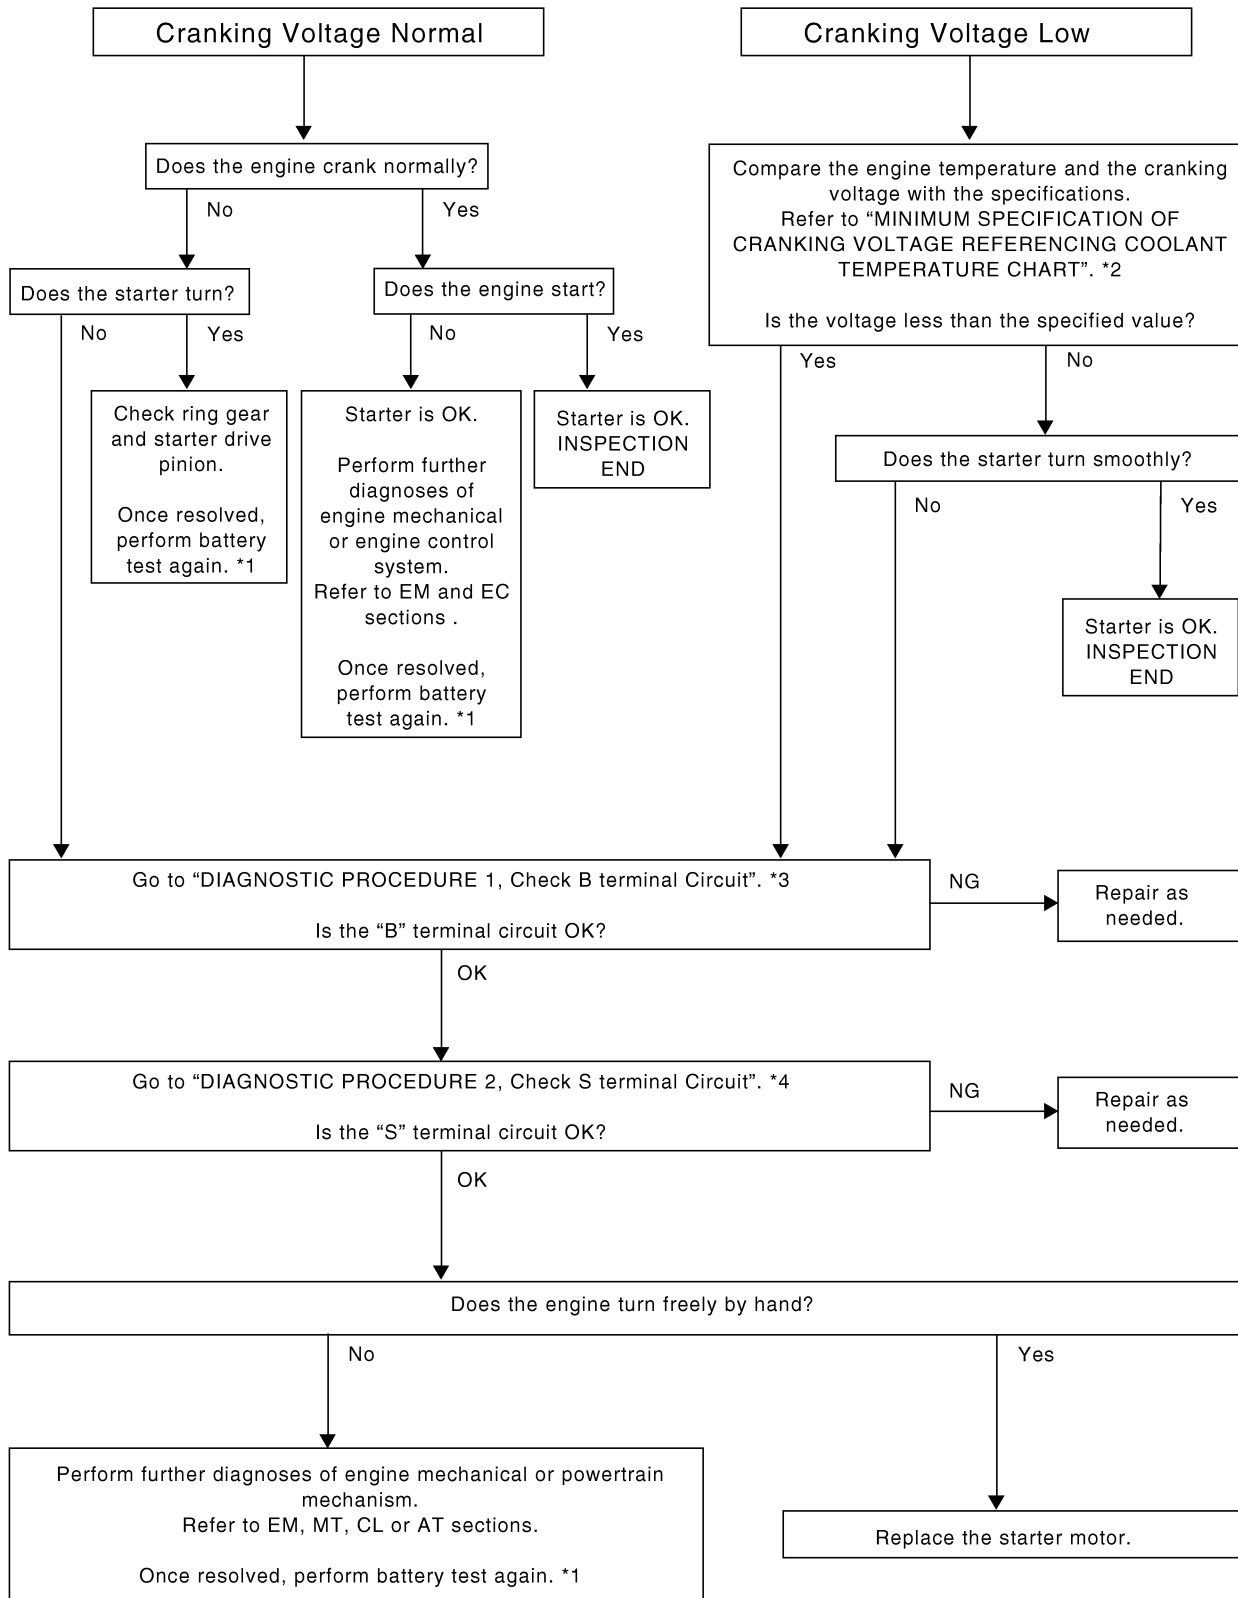 Cranking Voltage Normal
Cranking Voltage Low
Does the engine crank normally?
No
Yes
Does the starter turn?
No
Yes
Does the engine start?
No
Yes
Check ring gear
and starter drive
pinion.
Once resolved,
perform battery
test again. *1
Starter is OK.
Perform further
diagnoses of
engine mechanical
or engine control
system.
Refer to EM and EC
sections .
Once resolved,
perform battery
test again. *1
Starter is OK.
INSPECTION
END
Compare the engine temperature and the cranking
voltage with the specifications.
Refer to “MINIMUM SPECIFICATION OF
CRANKING VOLTAGE REFERENCING COOLANT
TEMPERATURE CHART”. *2
Is the voltage less than the specified value?
Yes
No
Does the starter turn smoothly?
No
Yes
Starter is OK.
INSPECTION
END
Go to “DIAGNOSTIC PROCEDURE 1, Check B terminal Circuit”. *3
Is the “B” terminal circuit OK?
NG
Repair as
needed.
OK
Go to “DIAGNOSTIC PROCEDURE 2, Check S terminal Circuit”. *4
Is the “S” terminal circuit OK?
NG
Repair as
needed.
OK
Does the engine turn freely by hand?
No
Yes
Perform further diagnoses of engine mechanical or powertrain
mechanism.
Refer to EM, MT, CL or AT sections.
Once resolved, perform battery test again. *1
Replace the starter motor.